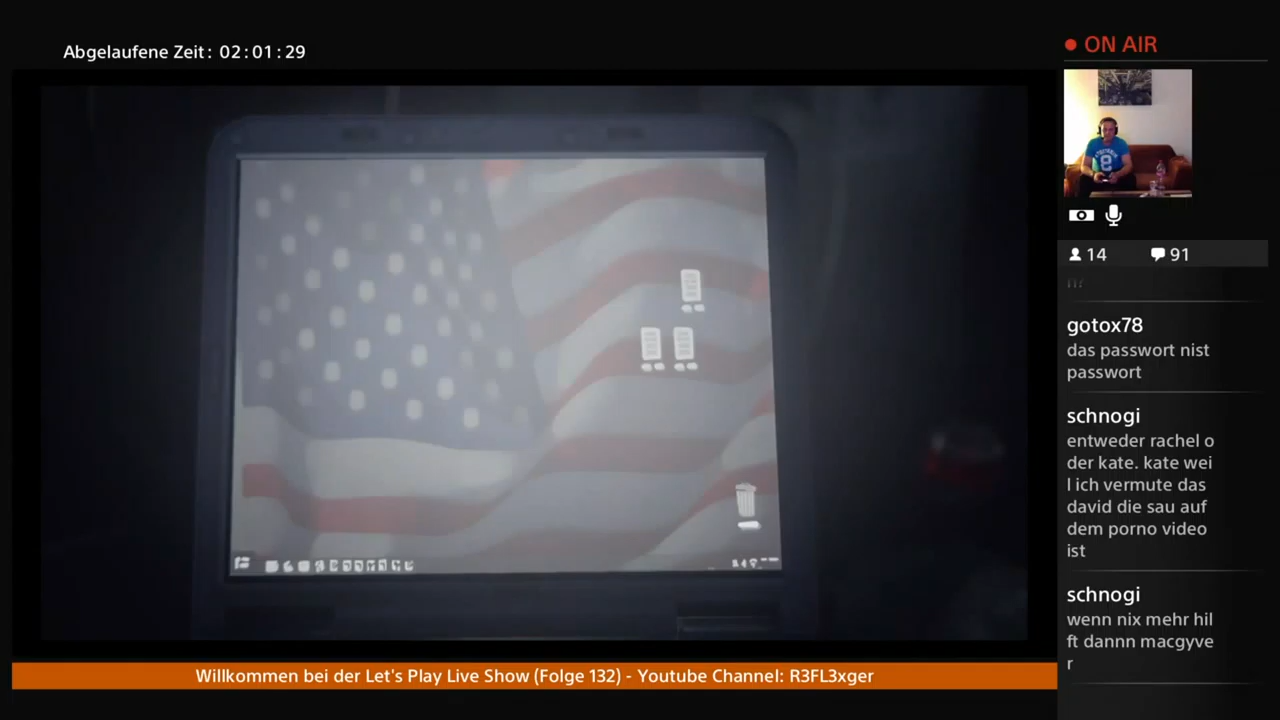 Abgelaufene Zeit: 02:01:29
ON AIR
14 91
n?
gotox78
das passwort nist
passwort
schnogi
entweder rachel o
der kate. kate wei
l ich vermute das
david die sau auf
dem porno video
ist
schnogi
wenn nix mehr hil
ft dannn macgyve
r
Willkommen bei der Let's Play Live Show (Folge 132) - Youtube Channel: R3FL3xger